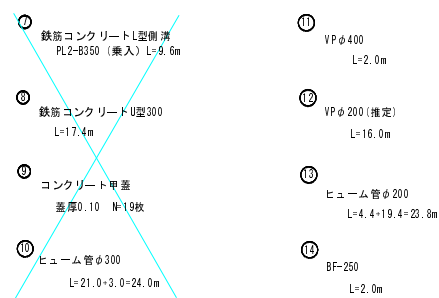 ⑦
鉄筋コンクリートL型側溝
PL2-B350（乗入）L=9.6m
⑧
鉄筋コンクリートU型300
L=17.4m
⑨
コンクリート甲蓋
蓋厚0.10 N=19枚
⑩
ヒューム管φ300
L=21.0+3.0=24.0m
⑪
VPφ400
L=2.0m
⑫
VPφ200(推定)
L=16.0m
⑬
ヒューム管φ200
L=4.4+19.4=23.8m
⑭
BF-250
L=2.0m